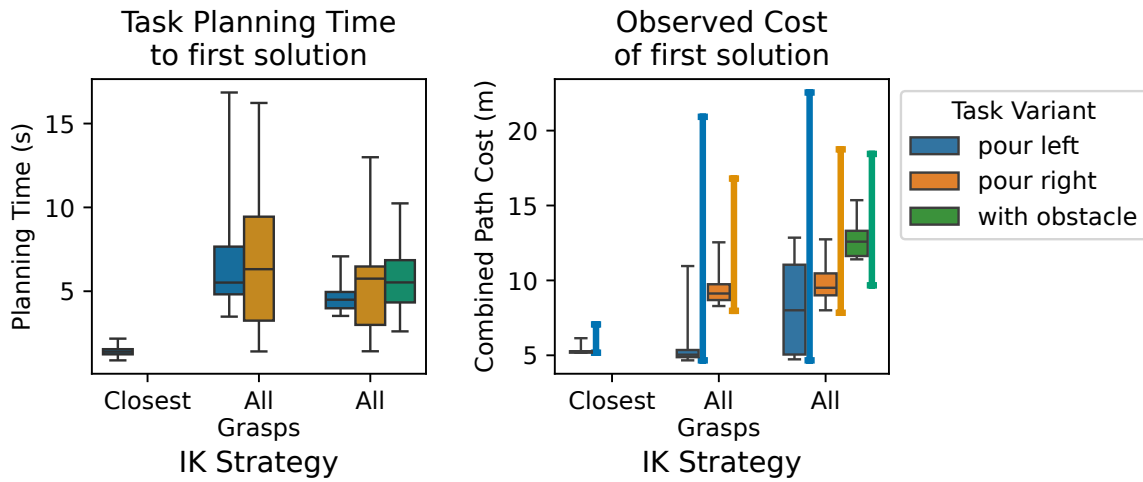 Task Planning Time
to first solution
Planning Time (s)
15
10
5
Closest
All
Grasps
All
IK Strategy
Observed Cost
of first solution
Combined Path Cost (m)
20
15
10
5
Closest
All
Grasps
All
IK Strategy
Task Variant
pour left
pour right
with obstacle